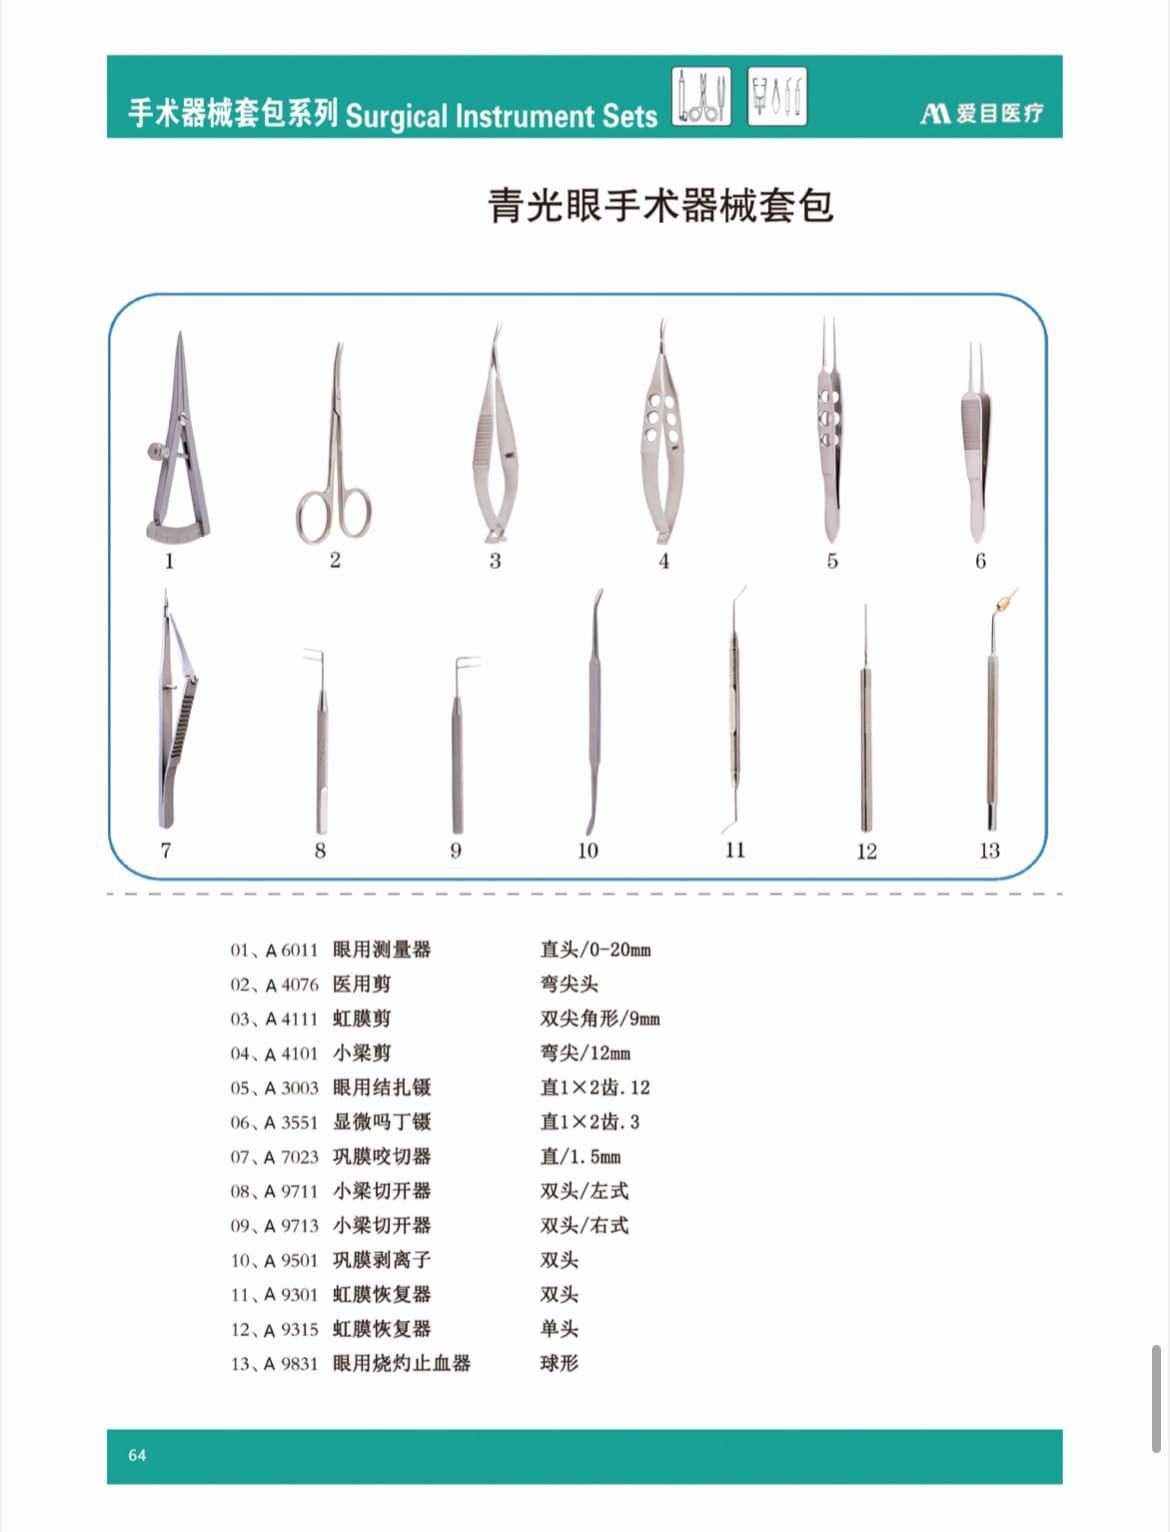 手术器械套包系列 Surgical Instrument Sets
爱目医疗
青光眼手术器械套包
1 2 3 4 5 6
7 8 9 10 11 12 13
01、A 6011 眼用测量器 直头/0-20mm
02、A 4076 医用剪 弯尖头
03、A 4111 虹膜剪 双尖角形/9mm
04、A 4101 小梁剪 弯尖/12mm
05、A 3003 眼用结扎镊 直1×2齿.12
06、A 3551 显微吗丁镊 直1×2齿.3
07、A 7023 巩膜咬切器 直/1.5mm
08、A 9711 小梁切开器 双头/左式
09、A 9713 小梁切开器 双头/右式
10、A 9501 巩膜剥离子 双头
11、A 9301 虹膜恢复器 双头
12、A 9315 虹膜恢复器 单头
13、A 9831 眼用烧灼止血器 球形
64